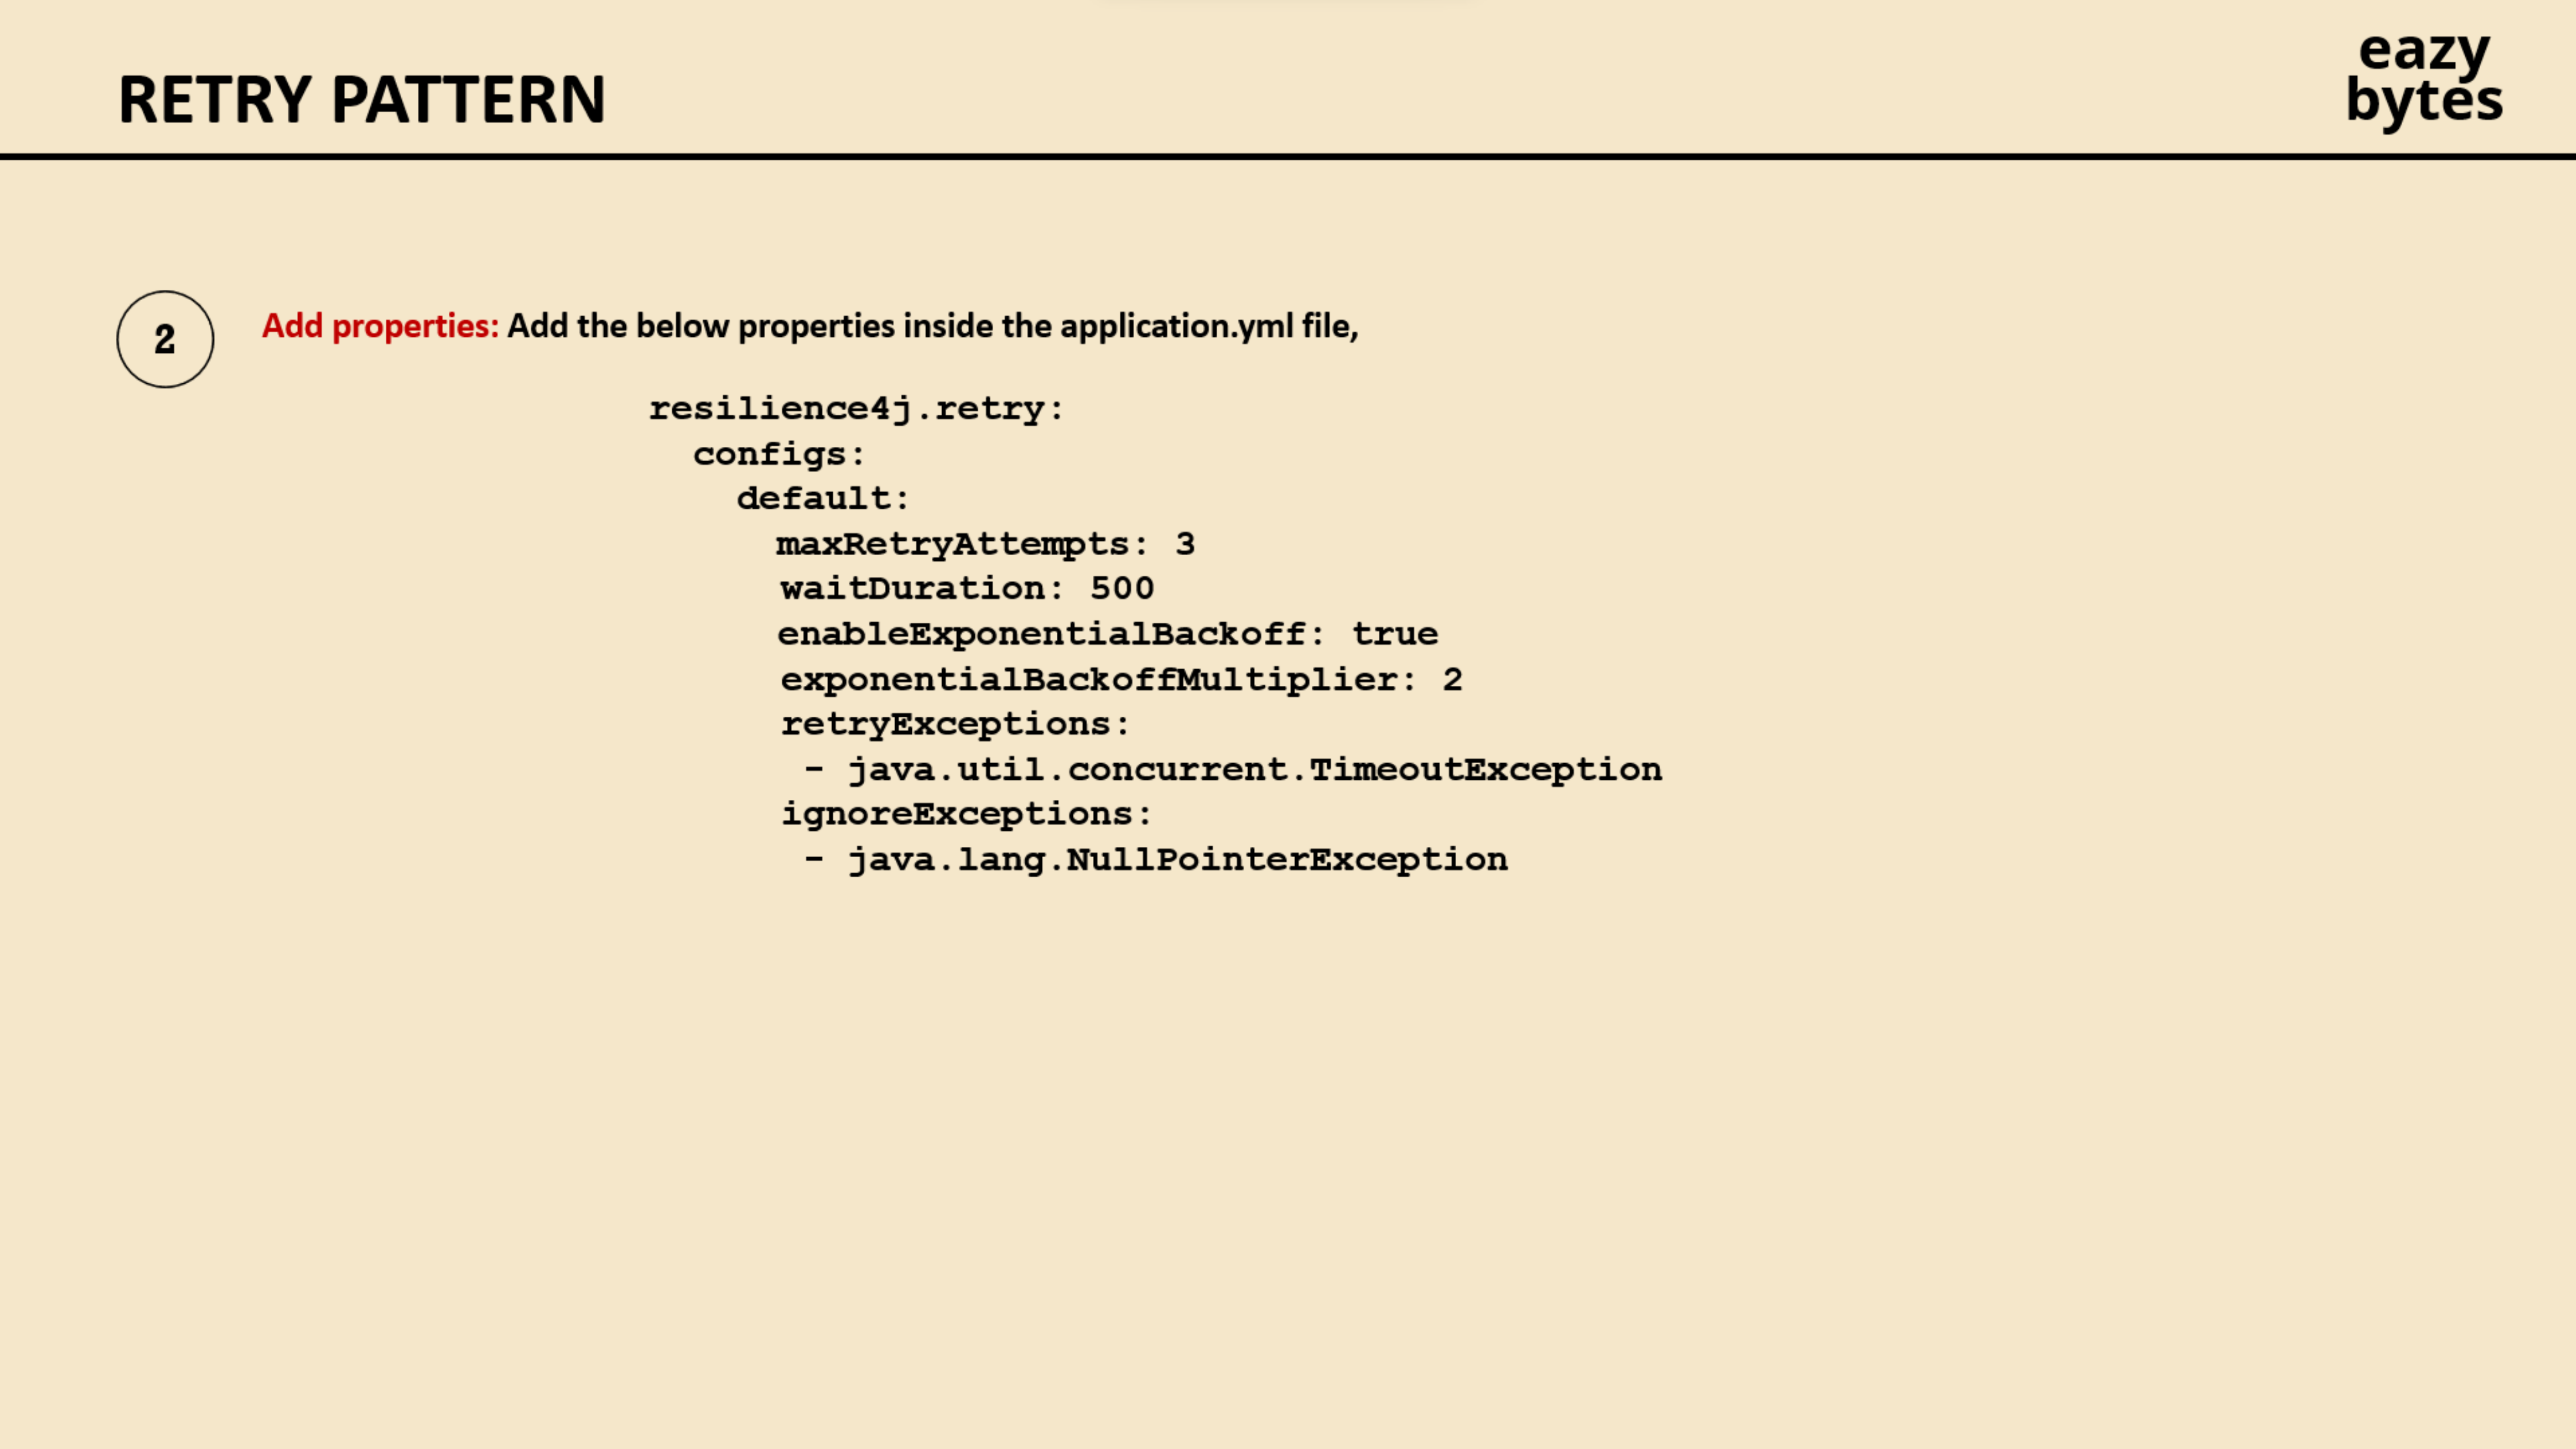 RETRY PATTERN
eazy
bytes
2
Add properties: Add the below properties inside the application.yml file,
resilience4j.retry:
configs:
default:
maxRetryAttempts: 3
waitDuration: 500
enableExponentialBackoff: true
exponentialBackoffMultiplier: 2
retryExceptions:
- java.util.concurrent.TimeoutException
ignoreExceptions:
- java.lang.NullPointerException